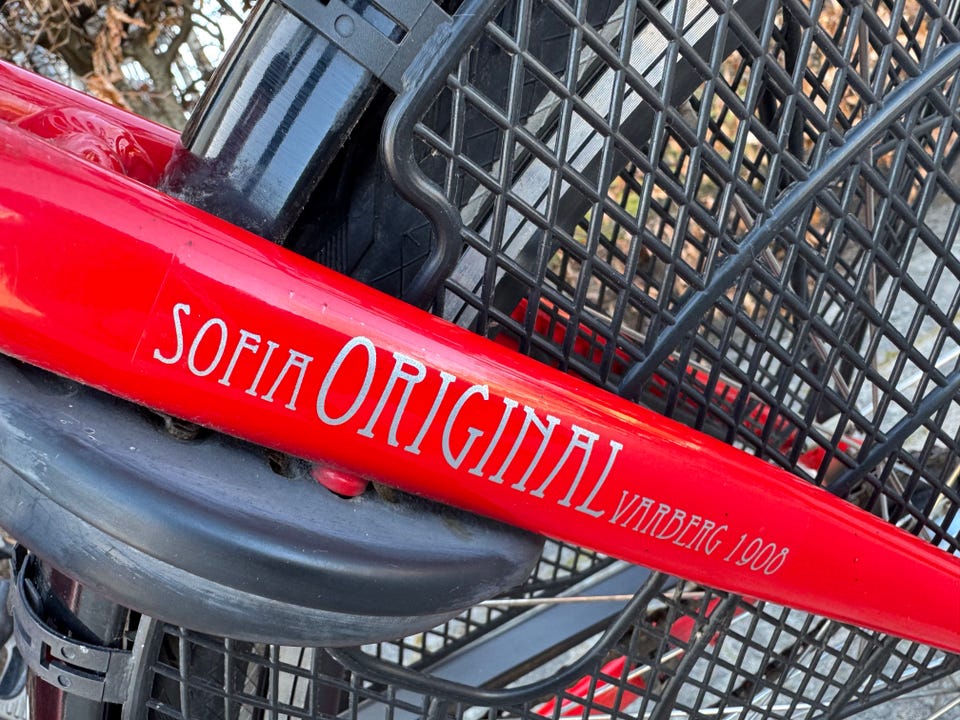 SOFIA ORIGINAL VARBERG 1908